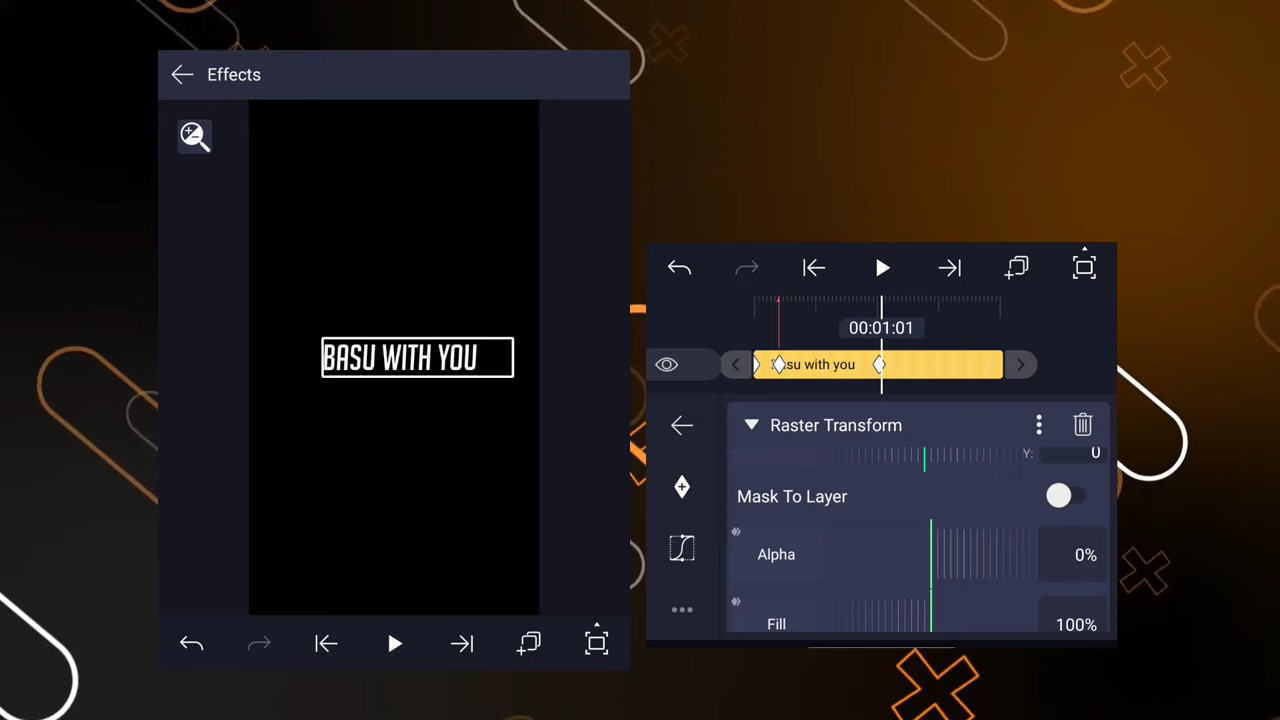 Effects
BASU WITH YOU
00:01:01
asu with you
Raster Transform
Y:
0
Mask To Layer
Alpha
0%
Fill
100%